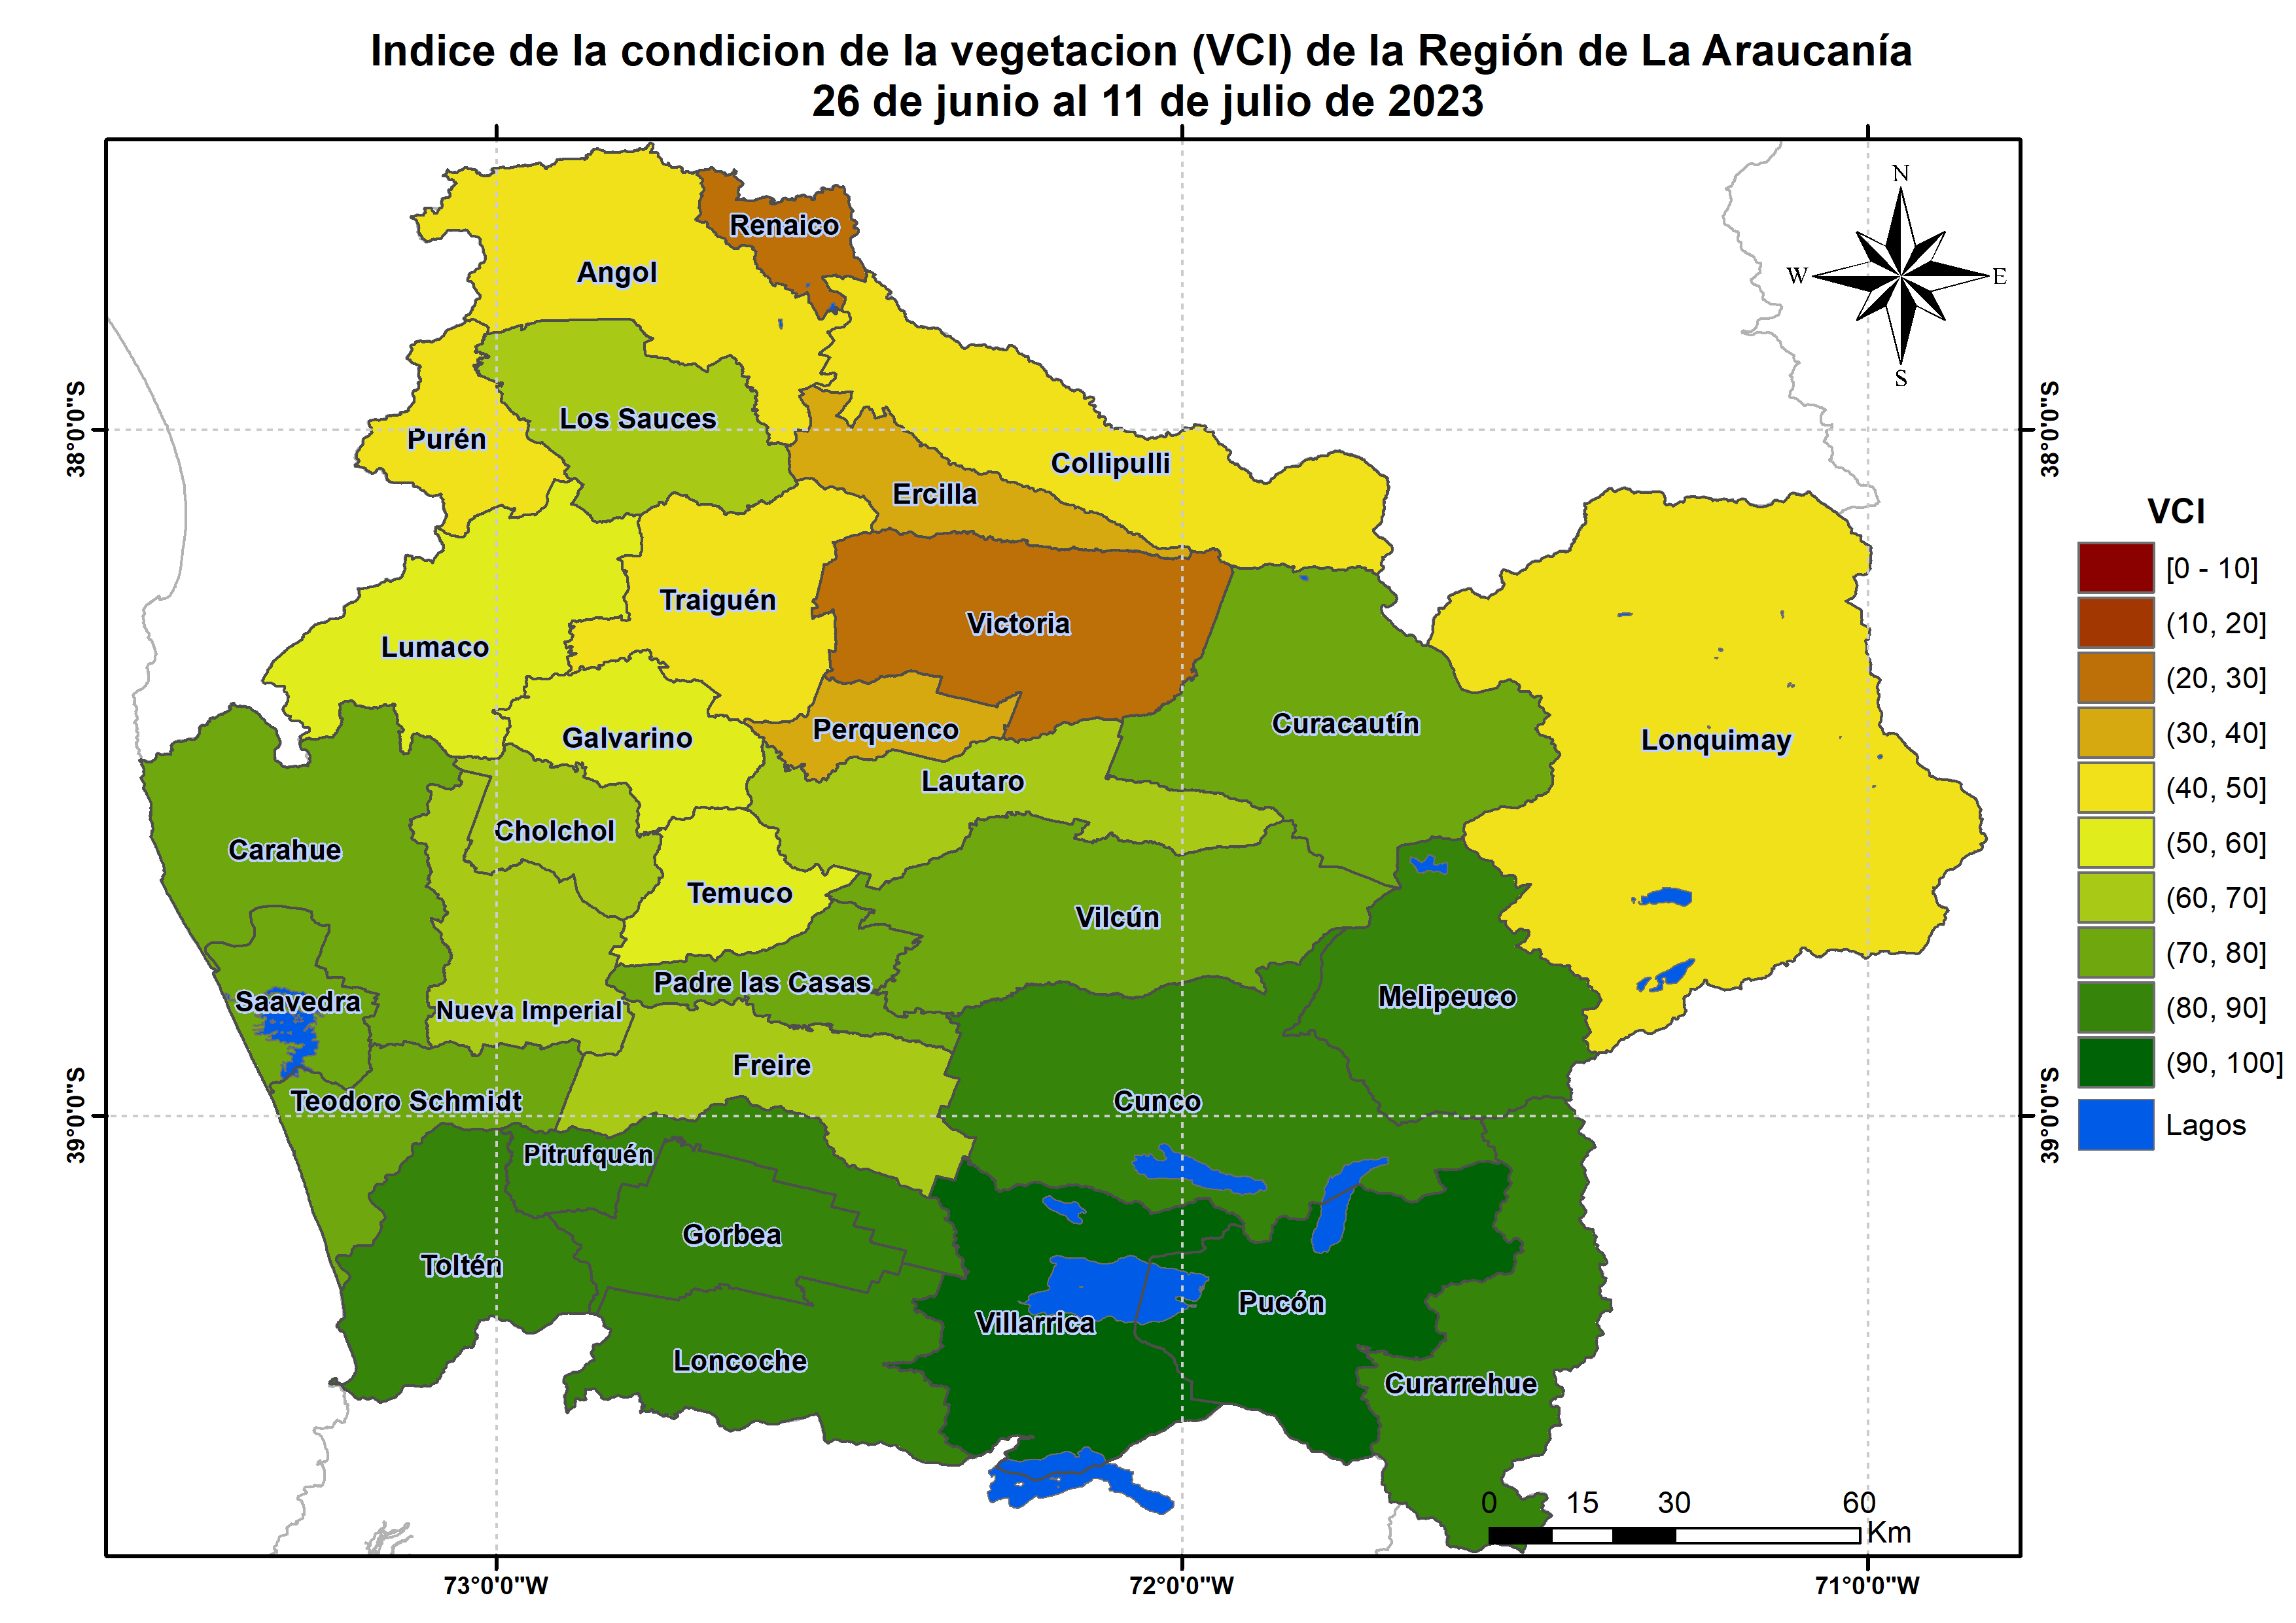 Indice de la condicion de la vegetacion (VCI) de la Región de La Araucanía
26 de junio al 11 de julio de 2023
N
W
E
S
Renaico
Angol
Los Sauces
Purén
Collipulli
Ercilla
Traiguén
Victoria
Lumaco
Curacautín
Perquenco
Galvarino
Lonquimay
Lautaro
Cholchol
Carahue
Temuco
Vilcún
Padre las Casas
Melipeuco
Saavedra
Nueva Imperial
Freire
Teodoro Schmidt
Cunco
Pitrufquén
Gorbea
Toltén
Pucón
Villarrica
Loncoche
Curarrehue
38°0'0"S
38°0'0"S
39°0'0"S
39°0'0"S
73°0'0"W
72°0'0"W
71°0'0"W
0 15 30 60
Km
VCI
[0 - 10]
(10, 20]
(20, 30]
(30, 40]
(40, 50]
(50, 60]
(60, 70]
(70, 80]
(80, 90]
(90, 100]
Lagos